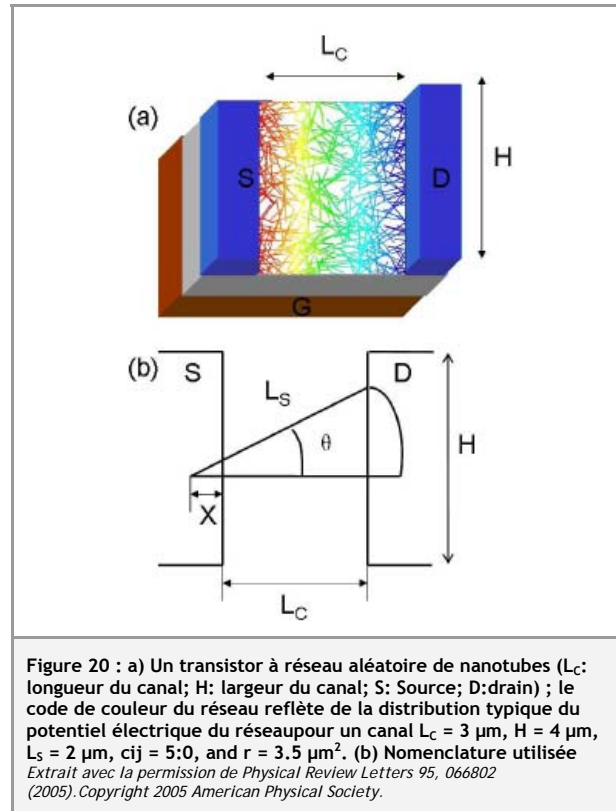 L_C
(a)
S
D
H
G
(b)
S
D
L_S
θ
H
X
L_C
Figure 20 : a) Un transistor à réseau aléatoire de nanotubes (L_C:
longueur du canal; H: largeur du canal; S: Source; D:drain) ; le
code de couleur du réseau reflète de la distribution typique du
potentiel électrique du réseaupour un canal L_C = 3 µm, H = 4 µm,
L_S = 2 µm, cij = 5:0, and r = 3.5 µm². (b) Nomenclature utilisée
Extrait avec la permission de Physical Review Letters 95, 066802
(2005).Copyright 2005 American Physical Society.